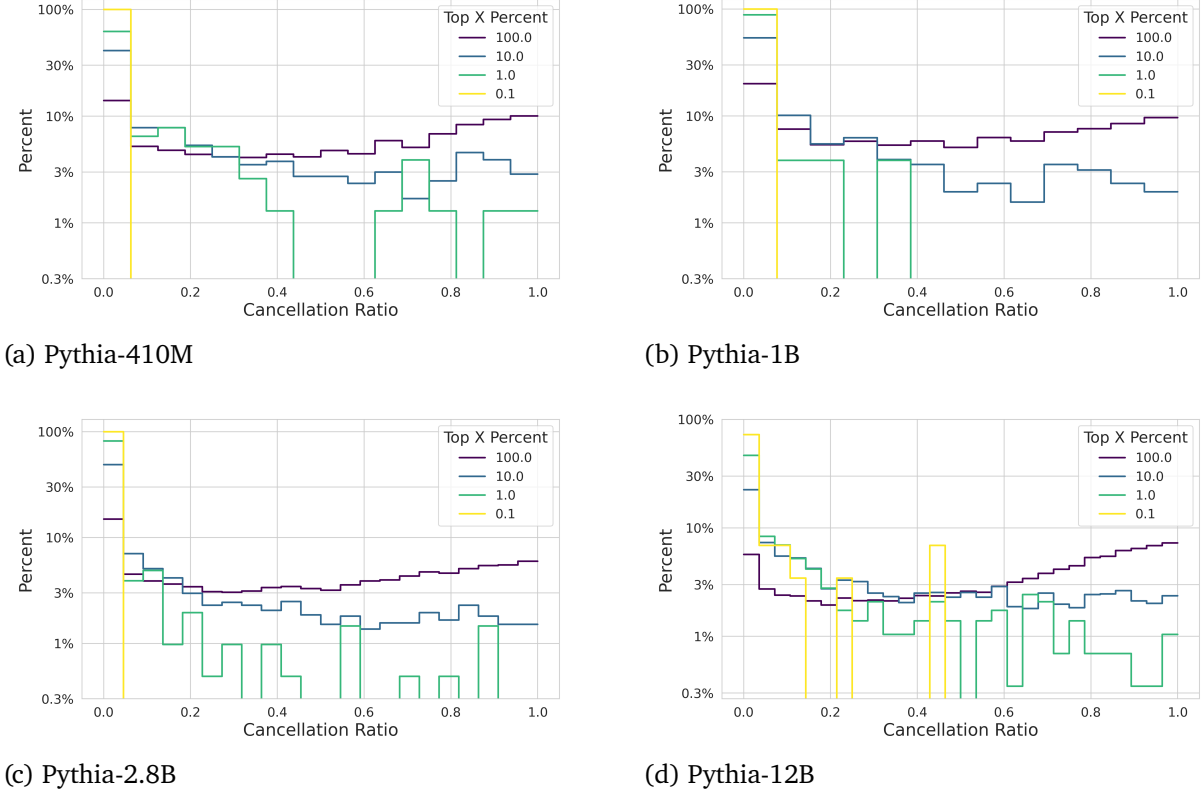 100%
30%
10%
3%
1%
0.3%
Percent
0.0 0.2 0.4 0.6 0.8 1.0
Cancellation Ratio
Top X Percent
100.0
10.0
1.0
0.1
(a) Pythia-410M
100%
30%
10%
3%
1%
0.3%
Percent
0.0 0.2 0.4 0.6 0.8 1.0
Cancellation Ratio
Top X Percent
100.0
10.0
1.0
0.1
(b) Pythia-1B
100%
30%
10%
3%
1%
0.3%
Percent
0.0 0.2 0.4 0.6 0.8 1.0
Cancellation Ratio
Top X Percent
100.0
10.0
1.0
0.1
(c) Pythia-2.8B
100%
30%
10%
3%
1%
0.3%
Percent
0.0 0.2 0.4 0.6 0.8 1.0
Cancellation Ratio
Top X Percent
100.0
10.0
1.0
0.1
(d) Pythia-12B